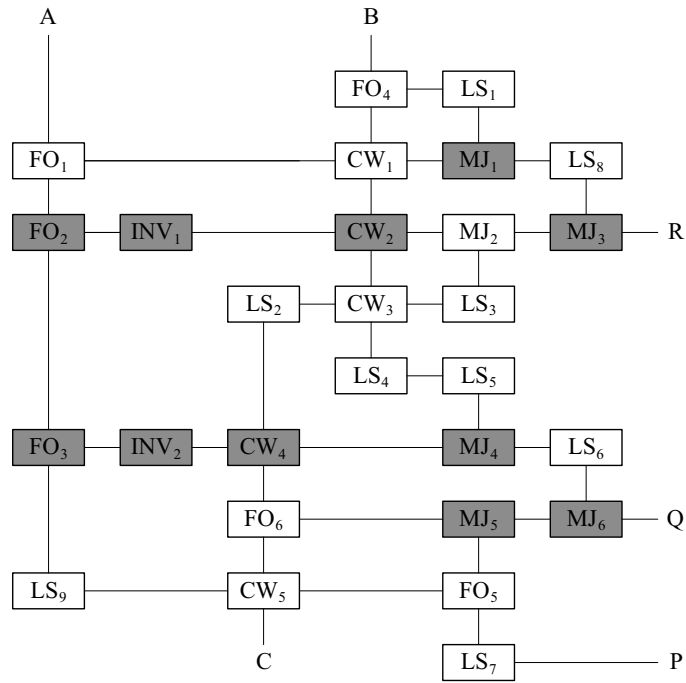 A B
FO₄ LS₁
FO₁ CW₁ MJ₁ LS₈
FO₂ INV₁ CW₂ MJ₂ MJ₃ R
LS₂ CW₃ LS₃
LS₄ LS₅
FO₃ INV₂ CW₄ MJ₄ LS₆
FO₆ MJ₅ MJ₆ Q
LS₉ CW₅ FO₅
C LS₇ P